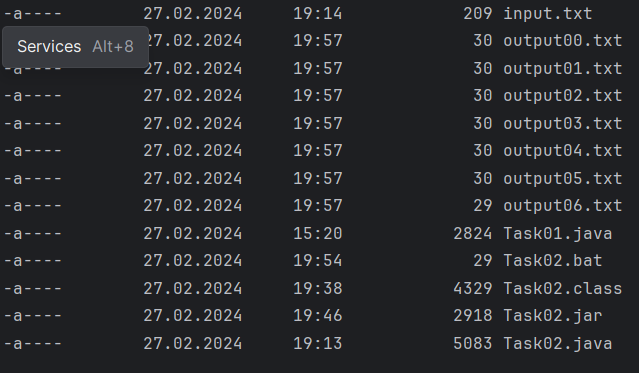 -a---- 27.02.2024 19:14 209 input.txt
Services Alt+8
27.02.2024 19:57 30 output00.txt
-a---- 27.02.2024 19:57 30 output01.txt
-a---- 27.02.2024 19:57 30 output02.txt
-a---- 27.02.2024 19:57 30 output03.txt
-a---- 27.02.2024 19:57 30 output04.txt
-a---- 27.02.2024 19:57 30 output05.txt
-a---- 27.02.2024 19:57 29 output06.txt
-a---- 27.02.2024 15:20 2824 Task01.java
-a---- 27.02.2024 19:54 29 Task02.bat
-a---- 27.02.2024 19:38 4329 Task02.class
-a---- 27.02.2024 19:46 2918 Task02.jar
-a---- 27.02.2024 19:13 5083 Task02.java